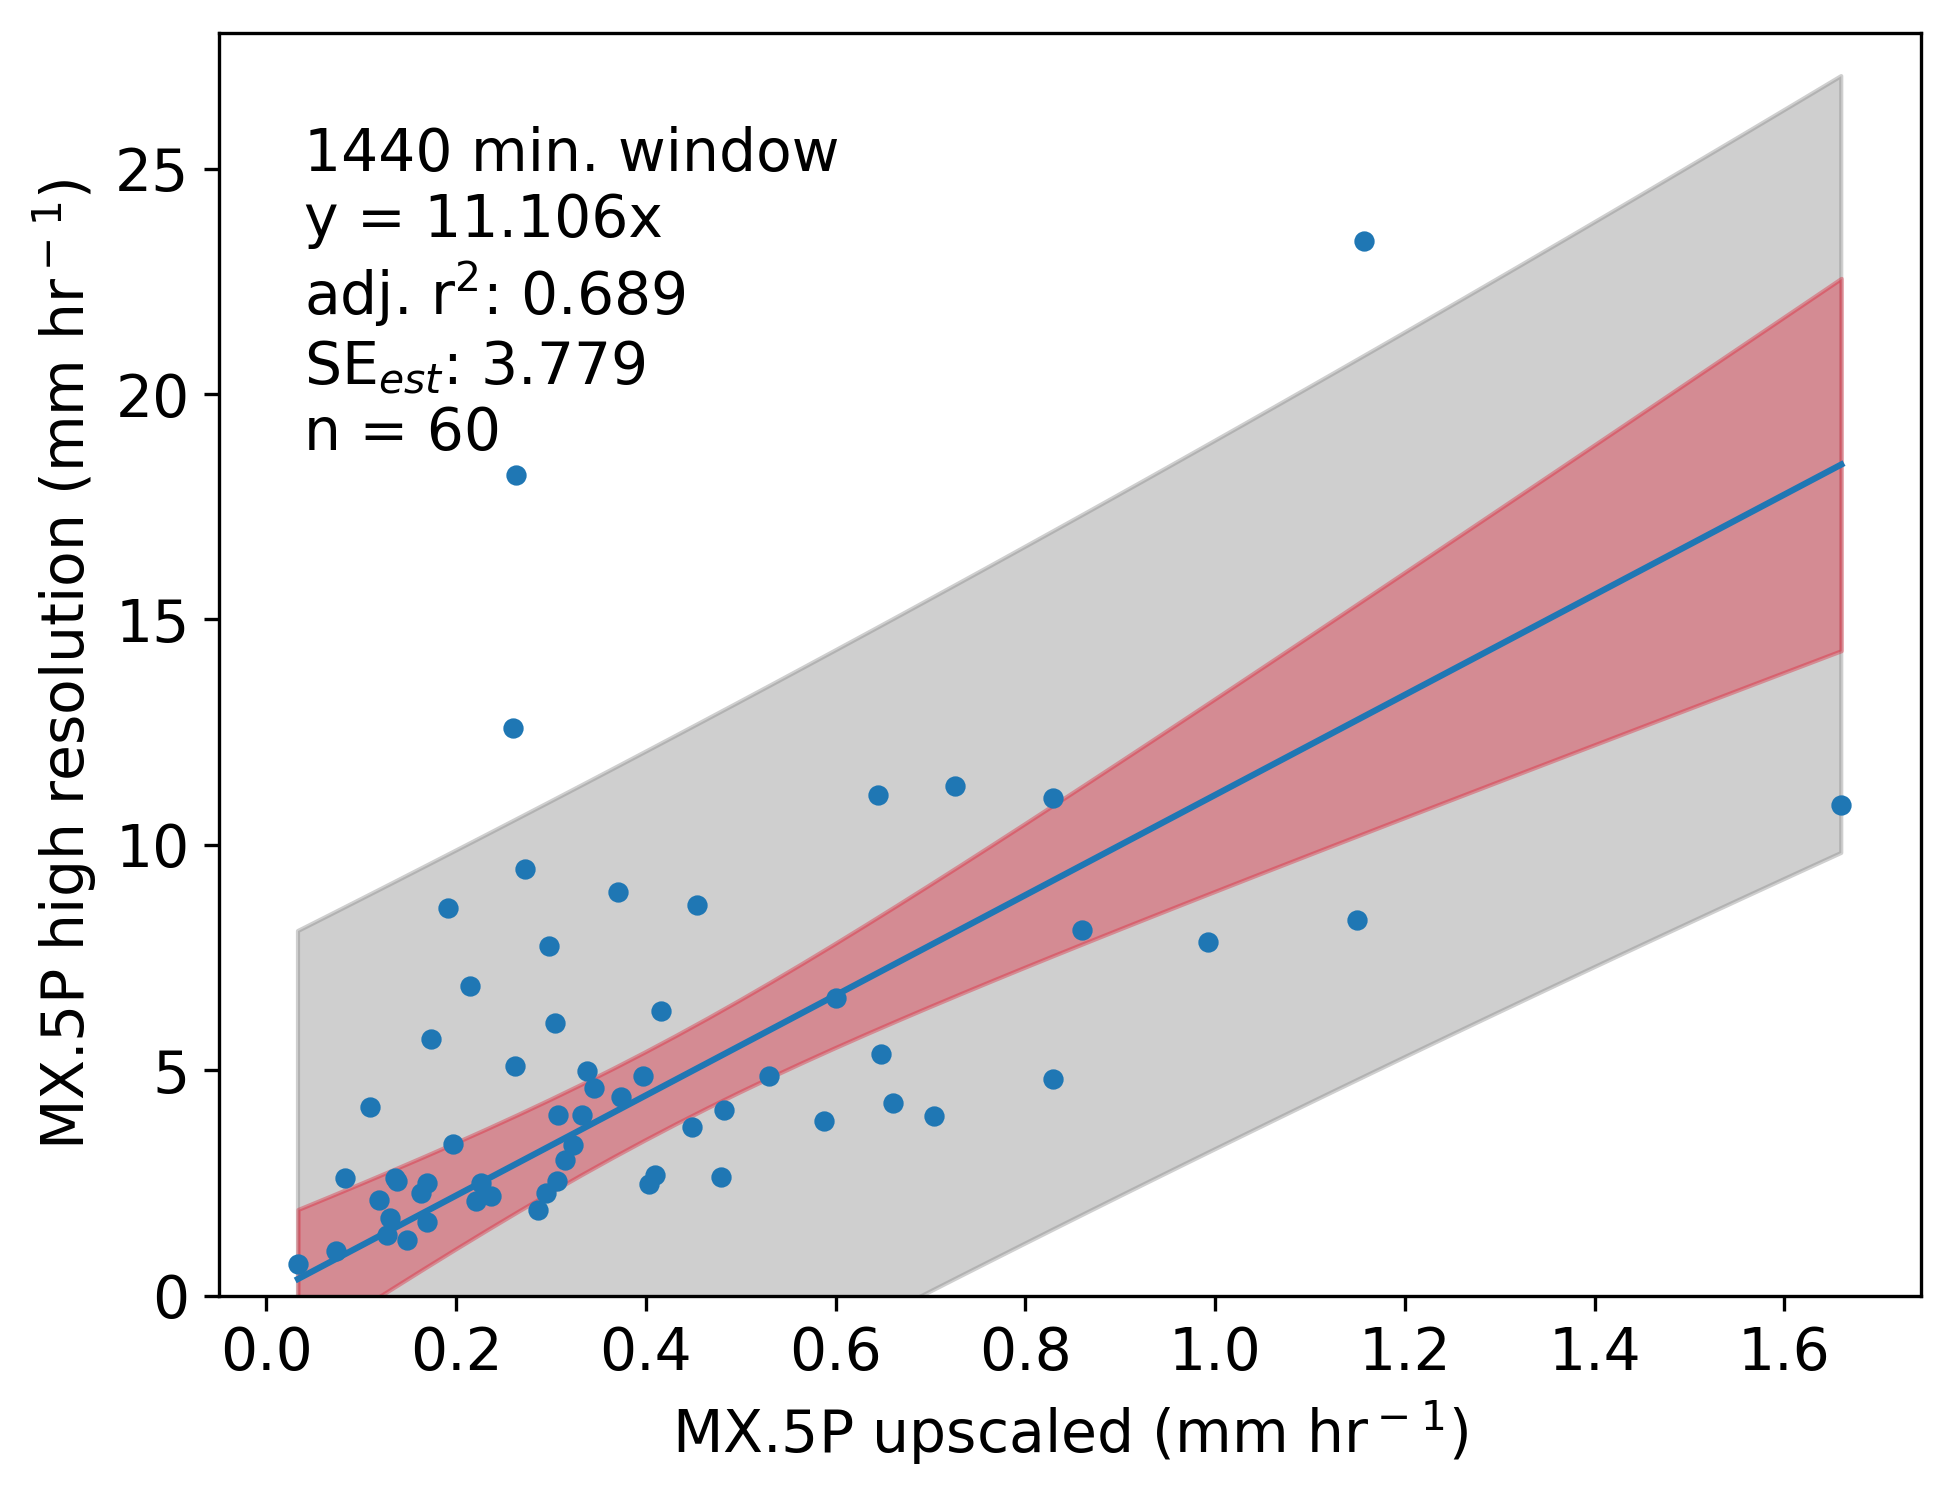 1440 min. window
y = 11.106x
adj. r²: 0.689
SEest: 3.779
n = 60
MX.5P high resolution (mm hr⁻¹)
25
20
15
10
5
0
0.0 0.2 0.4 0.6 0.8 1.0 1.2 1.4 1.6
MX.5P upscaled (mm hr⁻¹)